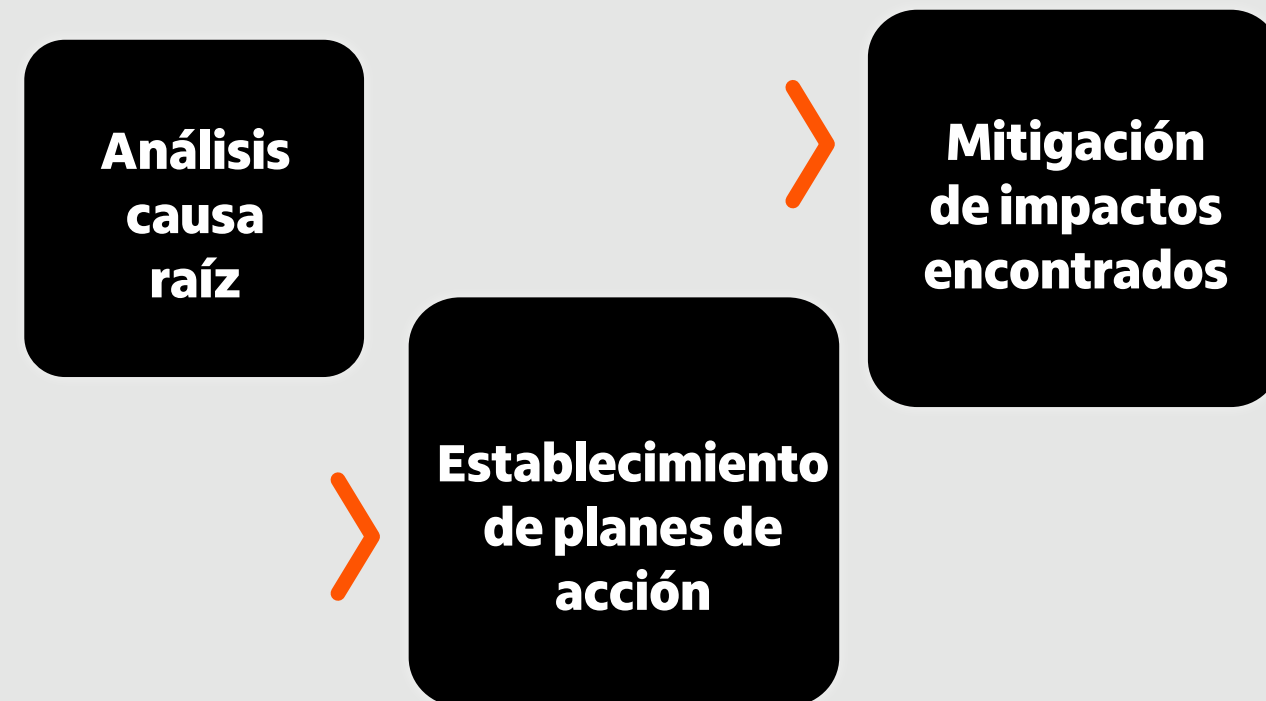 Análisis
causa
raíz
Establecimiento
de planes de
acción
Mitigación
de impactos
encontrados